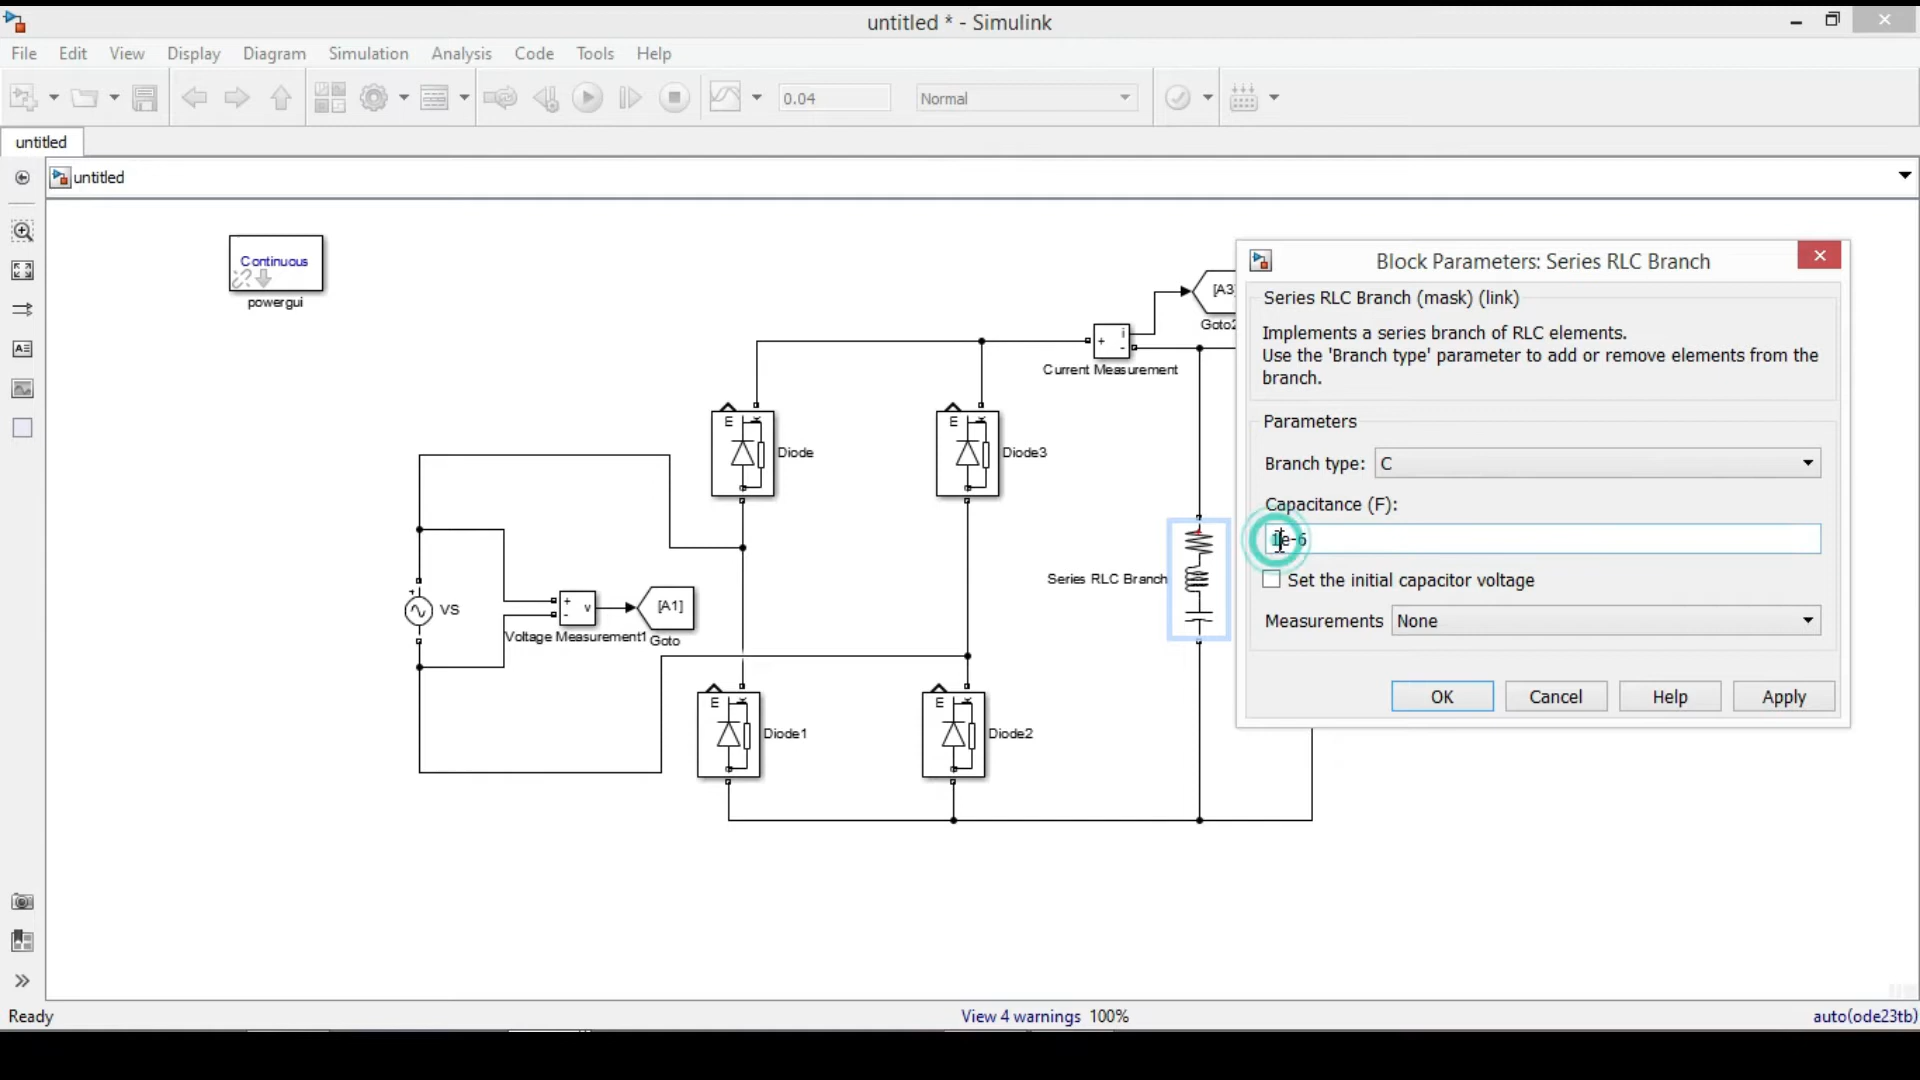 untitled * - Simulink
File Edit View Display Diagram Simulation Analysis Code Tools Help
0.04
Normal
untitled
untitled
Continuous
powergui
[A3
Goto2
i
+
-
Current Measurement
Diode
Diode3
Series RLC Branch
VS
+
-
v
[A1]
Voltage Measurement1
Goto
Diode1
Diode2
Block Parameters: Series RLC Branch
Series RLC Branch (mask) (link)
Implements a series branch of RLC elements.
Use the 'Branch type' parameter to add or remove elements from the
branch.
Parameters
Branch type: C
Capacitance (F):
1e-6
Set the initial capacitor voltage
Measurements None
OK Cancel Help Apply
Ready
View 4 warnings 100%
auto(ode23tb)